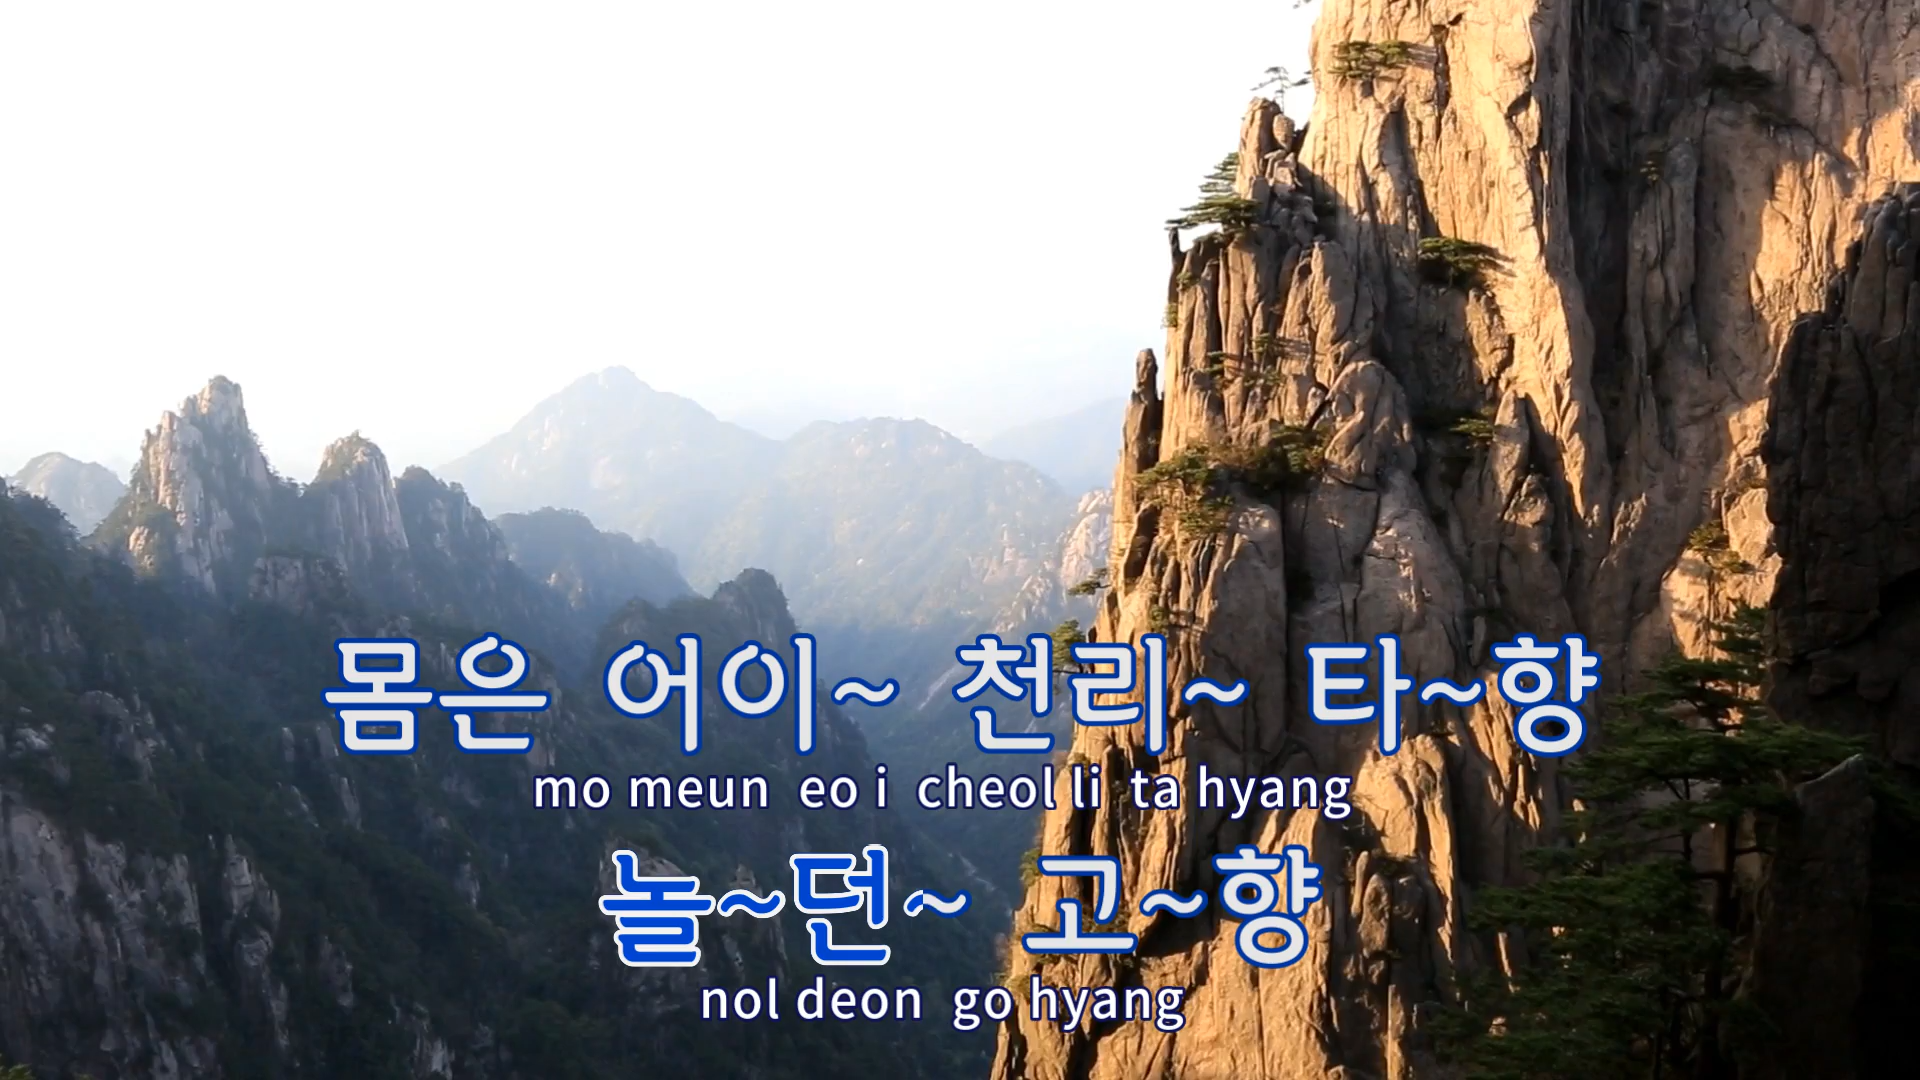 몸은 어이~ 천리~ 타~향
mo meun eo i cheol li ta hyang
놀~던~ 고~향
nol deon go hyang